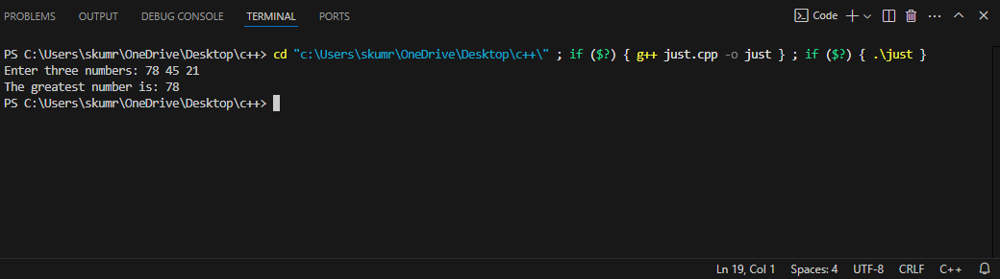 PROBLEMS OUTPUT DEBUG CONSOLE TERMINAL PORTS Code
PS C:\Users\skumr\OneDrive\Desktop\c++> cd "c:\Users\skumr\OneDrive\Desktop\c++\" ; if ($?) { g++ just.cpp -o just } ; if ($?) { .\just }
Enter three numbers: 78 45 21
The greatest number is: 78
PS C:\Users\skumr\OneDrive\Desktop\c++>
Ln 19, Col 1 Spaces: 4 UTF-8 CRLF C++